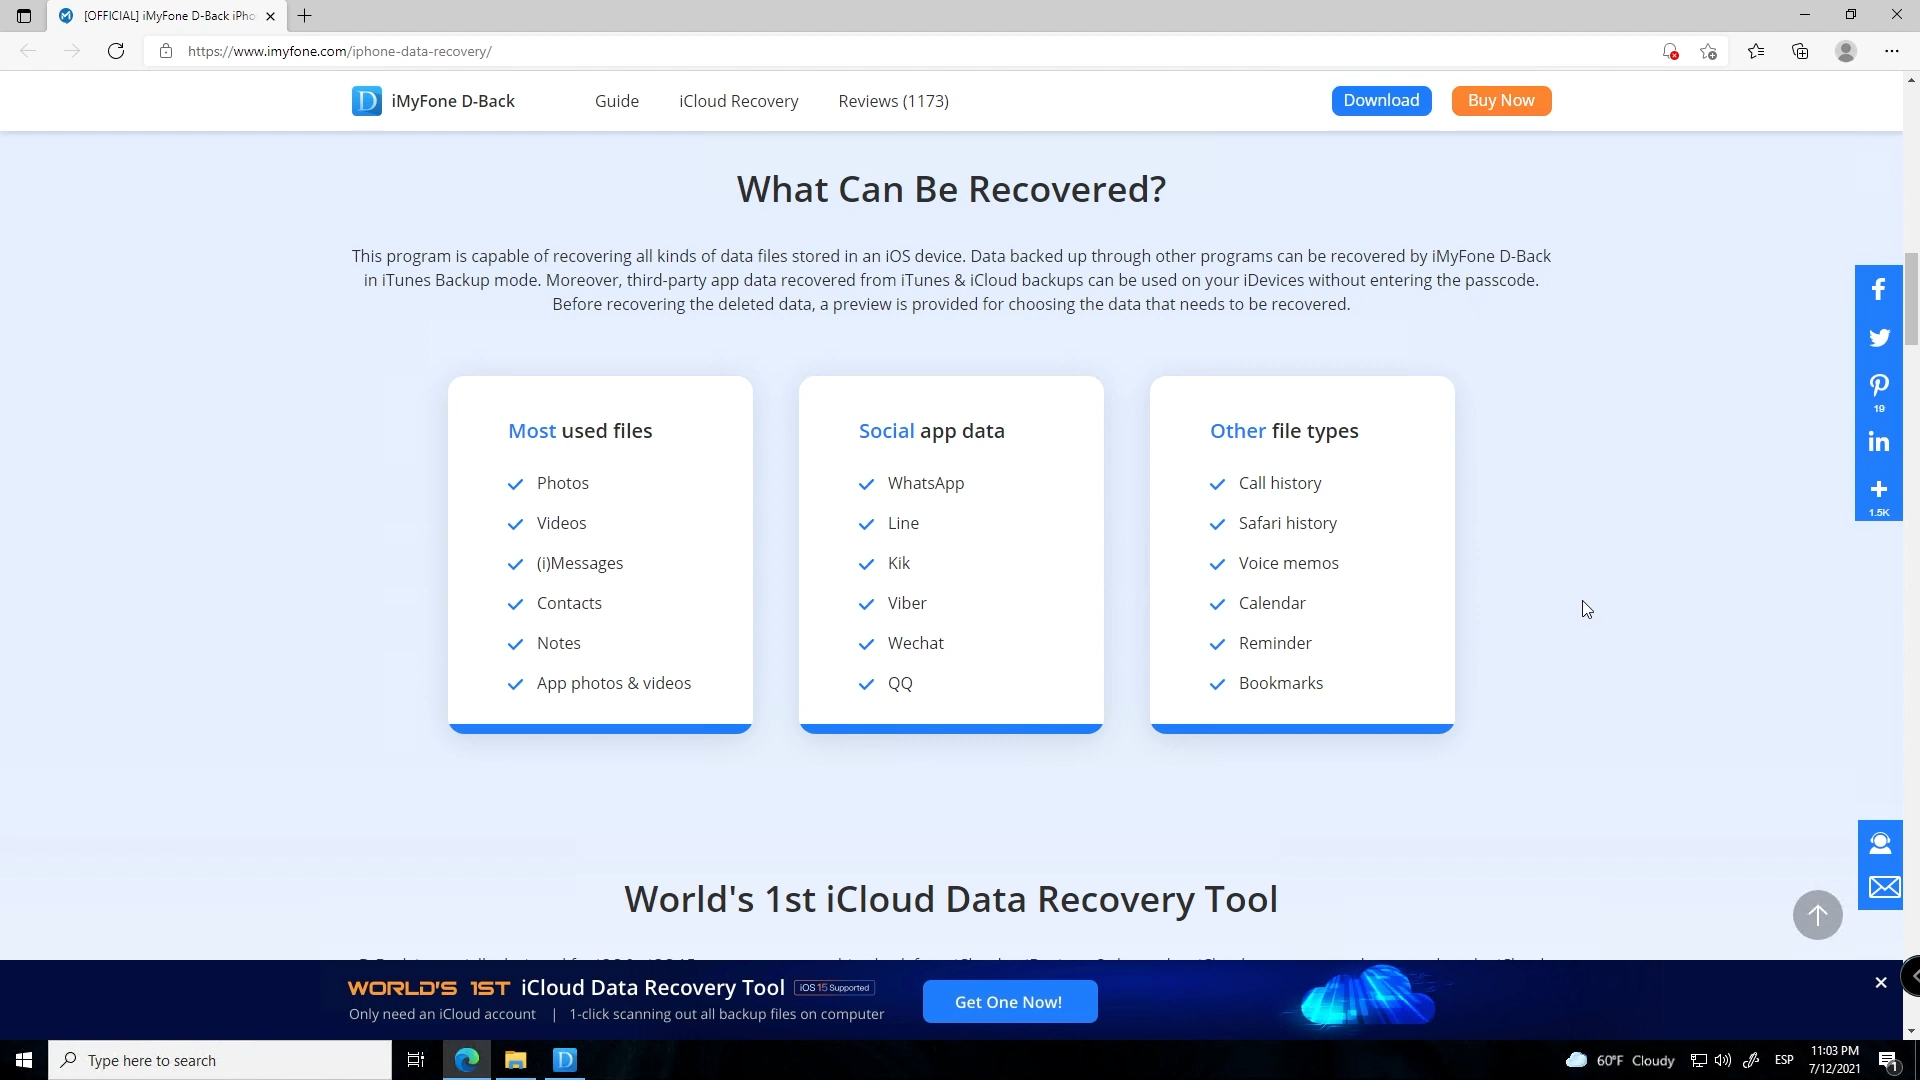 [OFFICIAL] iMyFone D-Back iPho
https://www.imyfone.com/iphone-data-recovery/
D iMyFone D-Back
Guide
iCloud Recovery
Reviews (1173)
Download
Buy Now
What Can Be Recovered?
This program is capable of recovering all kinds of data files stored in an iOS device. Data backed up through other programs can be recovered by iMyFone D-Back
in iTunes Backup mode. Moreover, third-party app data recovered from iTunes & iCloud backups can be used on your iDevices without entering the passcode.
Before recovering the deleted data, a preview is provided for choosing the data that needs to be recovered.
Most used files
Photos
Videos
(i)Messages
Contacts
Notes
App photos & videos
Social app data
WhatsApp
Line
Kik
Viber
Wechat
QQ
Other file types
Call history
Safari history
Voice memos
Calendar
Reminder
Bookmarks
19
in
1.5K
World's 1st iCloud Data Recovery Tool
WORLD'S 1ST iCloud Data Recovery Tool iOS 15 Supported
Only need an iCloud account | 1-click scanning out all backup files on computer
Get One Now!
Type here to search
D
60°F Cloudy
ESP
11:03 PM
7/12/2021
1